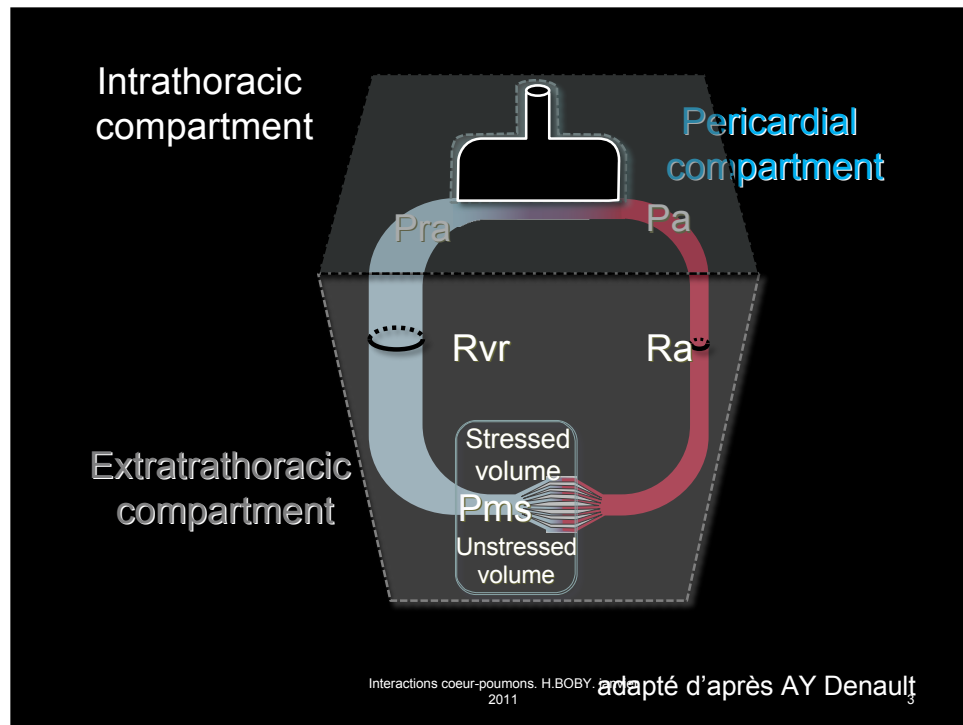 Intrathoracic
compartment
Pericardial
compartment
Pra
Pa
Rvr
Ra
Stressed
volume
Extratrathoracic
compartment
Pms
Unstressed
volume
Interactions coeur-poumons. H.BOBY. janvier
2011
adapté d'après AY Denault
3